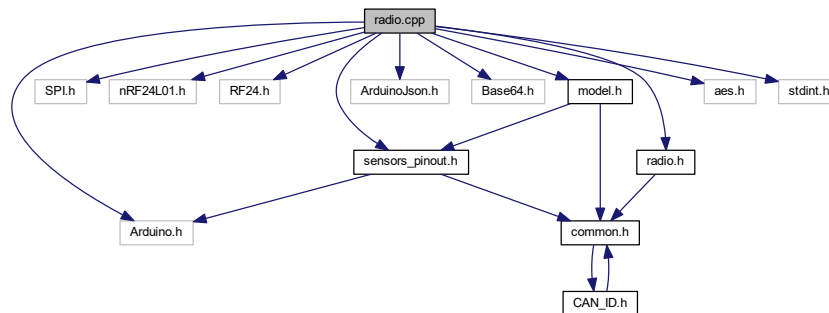 radio.cpp
SPI.h
nRF24L01.h
RF24.h
ArduinoJson.h
Base64.h
model.h
aes.h
stdint.h
sensors_pinout.h
radio.h
Arduino.h
common.h
CAN_ID.h